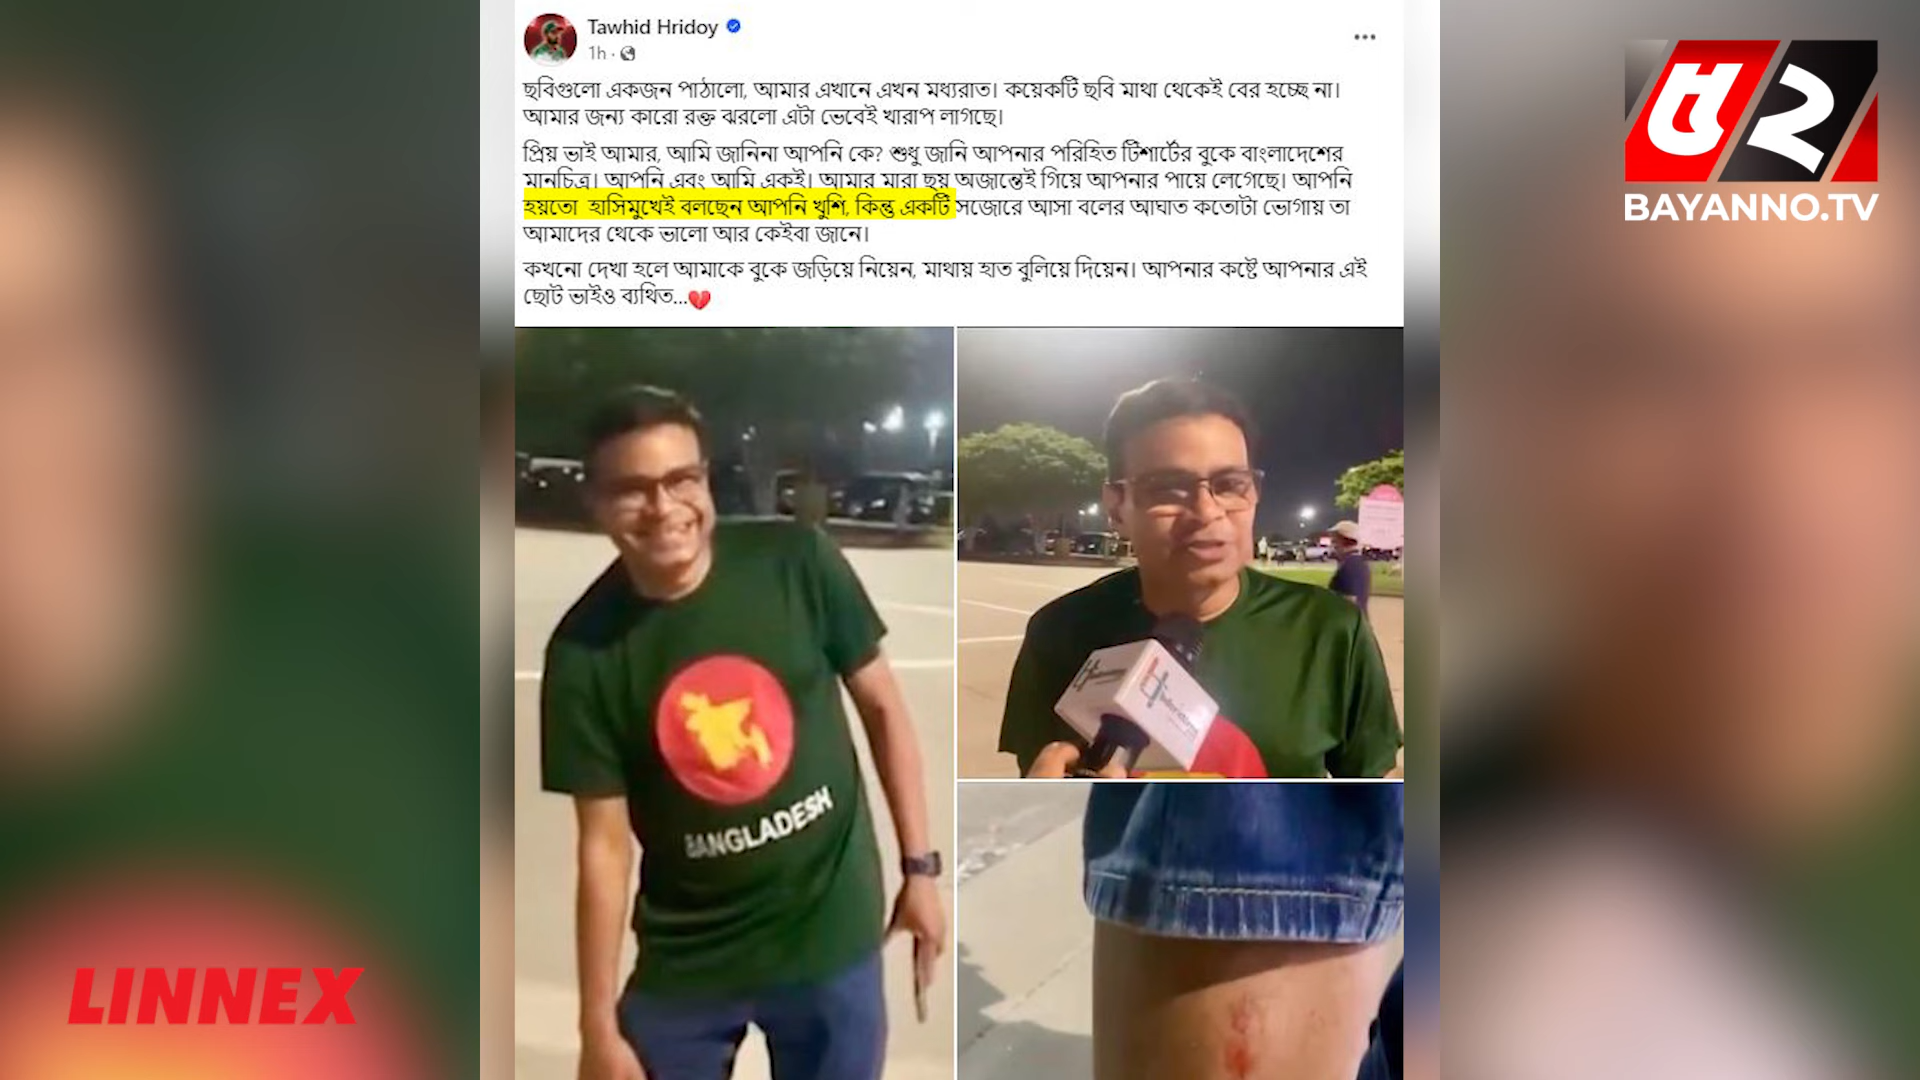 Tawhid Hridoy
1h
ছবিগুলো একজন পাঠালো, আমার এখানে এখন মধ্যরাত। কয়েকটি ছবি মাথা থেকেই বের হচ্ছে না।
আমার জন্য কারো রক্ত ঝরলো এটা ভেবেই খারাপ লাগছে।
প্রিয় ভাই আমার, আমি জানিনা আপনি কে? শুধু জানি আপনার পরিহিত টিশার্টের বুকে বাংলাদেশের
মানচিত্র। আপনি এবং আমি একই। আমার মারা ছয় অজান্তেই গিয়ে আপনার পায়ে লেগেছে। আপনি
হয়তো হাসিমুখেই বলছেন আপনি খুশি, কিন্তু একটি সজোরে আসা বলের আঘাত কতোটা ভোগায় তা
আমাদের থেকে ভালো আর কেইবা জানে।
কখনো দেখা হলে আমাকে বুকে জড়িয়ে নিয়েন, মাথায় হাত বুলিয়ে দিয়েন। আপনার কষ্টে আপনার এই
ছোট ভাইও ব্যথিত...💔
৫২
BAYANNO.TV
BANGLADESH
LINNEX